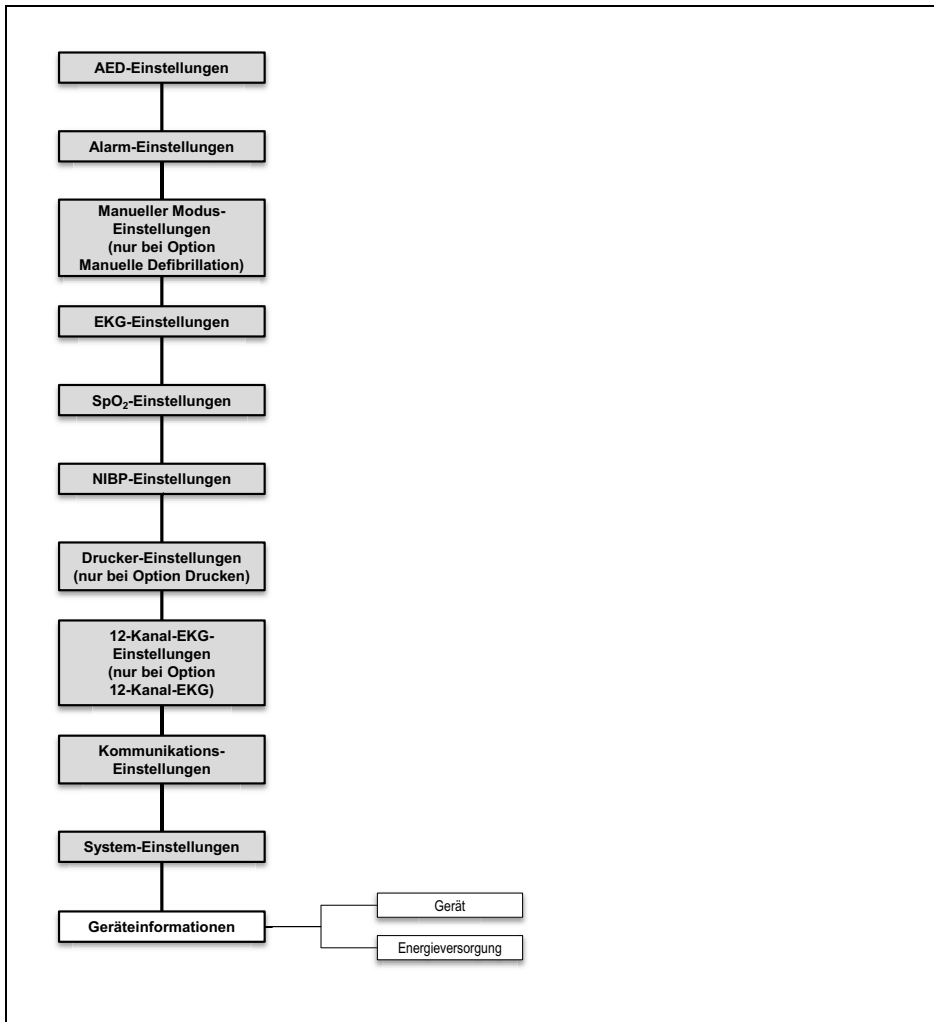 AED-Einstellungen
Alarm-Einstellungen
Manueller Modus-
Einstellungen
(nur bei Option
Manuelle Defibrillation)
EKG-Einstellungen
SpO₂-Einstellungen
NIBP-Einstellungen
Drucker-Einstellungen
(nur bei Option Drucken)
12-Kanal-EKG-
Einstellungen
(nur bei Option
12-Kanal-EKG)
Kommunikations-
Einstellungen
System-Einstellungen
Geräteinformationen
Gerät
Energieversorgung